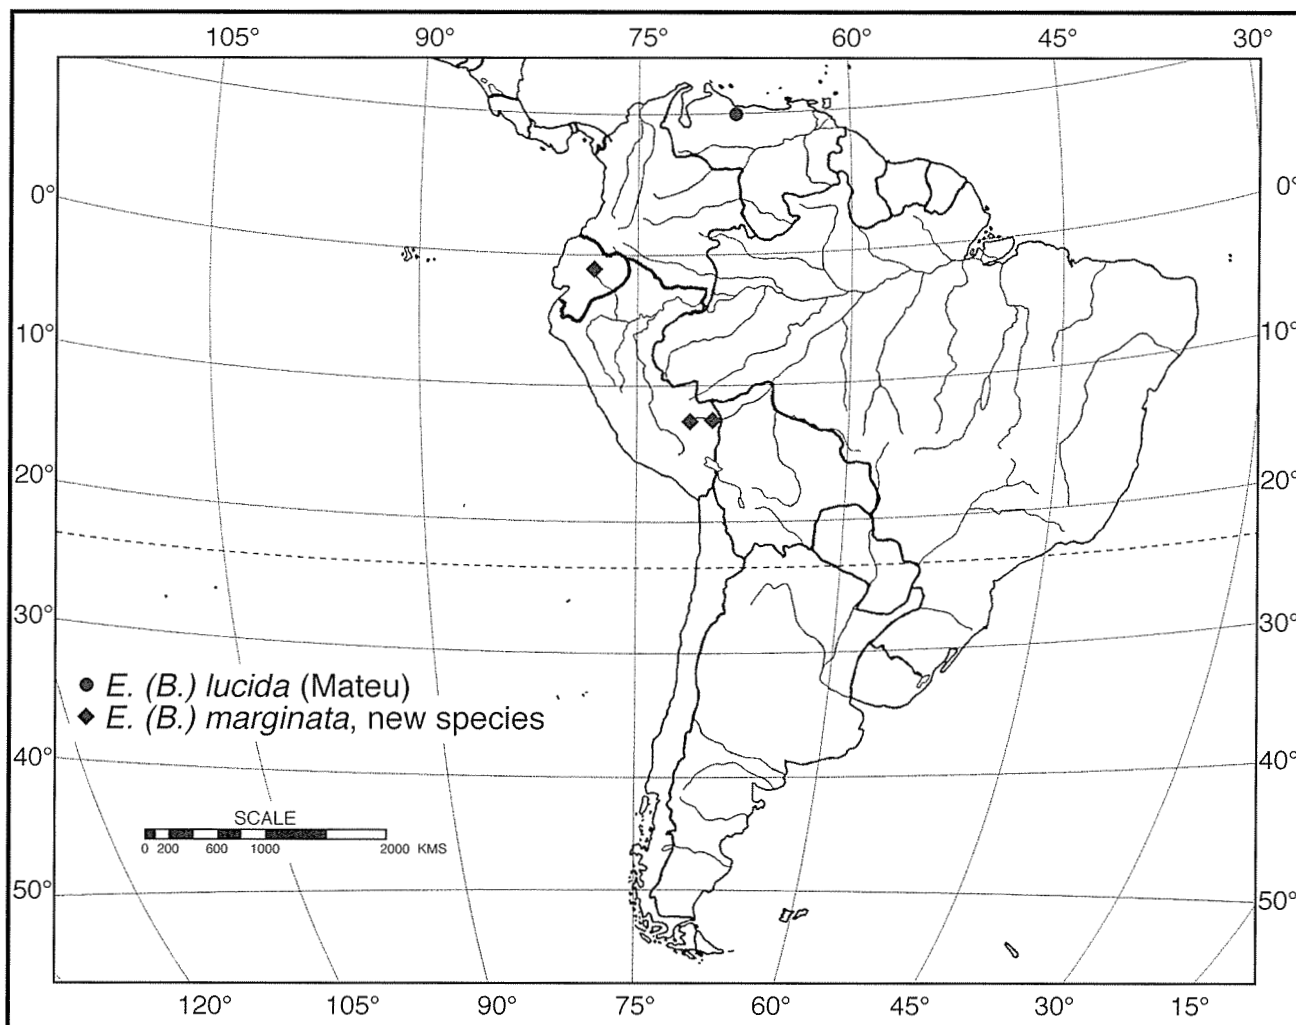 105° 90° 75° 60° 45° 30°
0° 0°
10° 10°
20° 20°
30° 30°
E. (B.) lucida (Mateu)
E. (B.) marginata, new species
40° 40°
SCALE
0 200 600 1000 2000 KMS
50° 50°
120° 105° 90° 75° 60° 45° 30° 15°